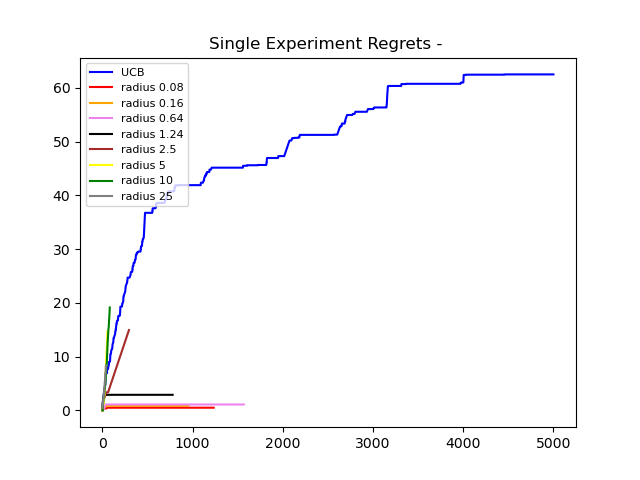 Single Experiment Regrets -
UCB
radius 0.08
radius 0.16
radius 0.64
radius 1.24
radius 2.5
radius 5
radius 10
radius 25
60
50
40
30
20
10
0
0 1000 2000 3000 4000 5000